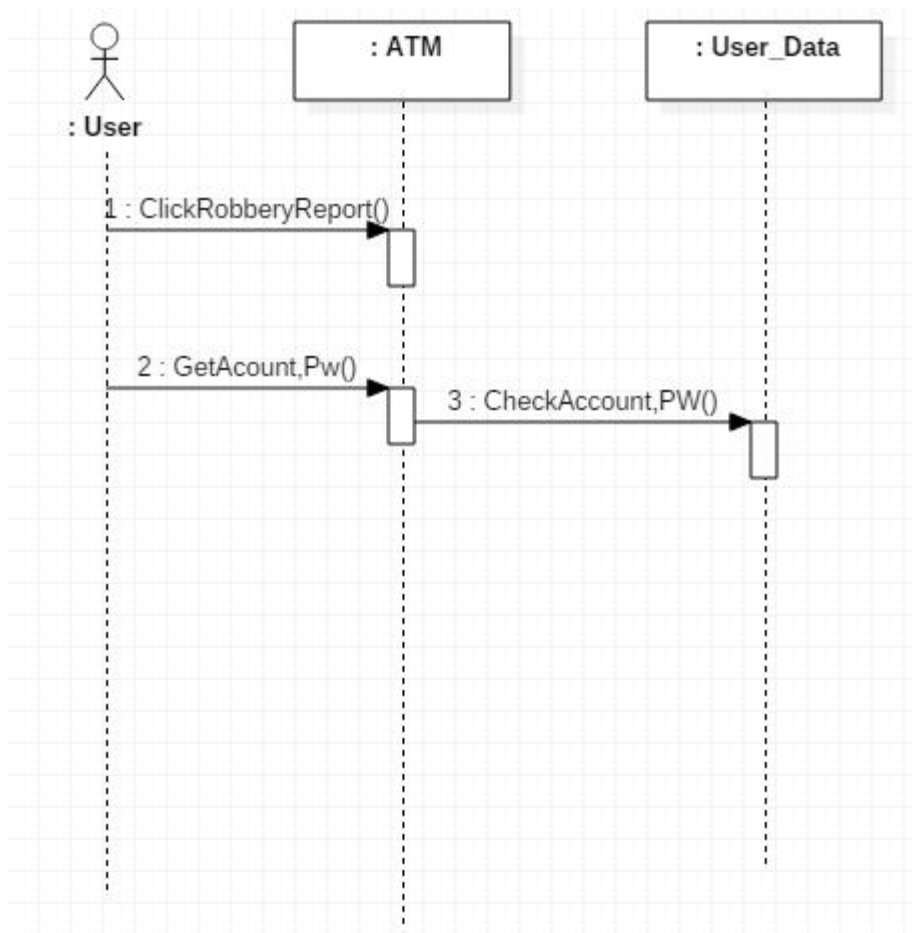 : ATM
: User_Data
: User
1 : ClickRobberyReport()
2 : GetAcount,Pw()
3 : CheckAccount,PW()